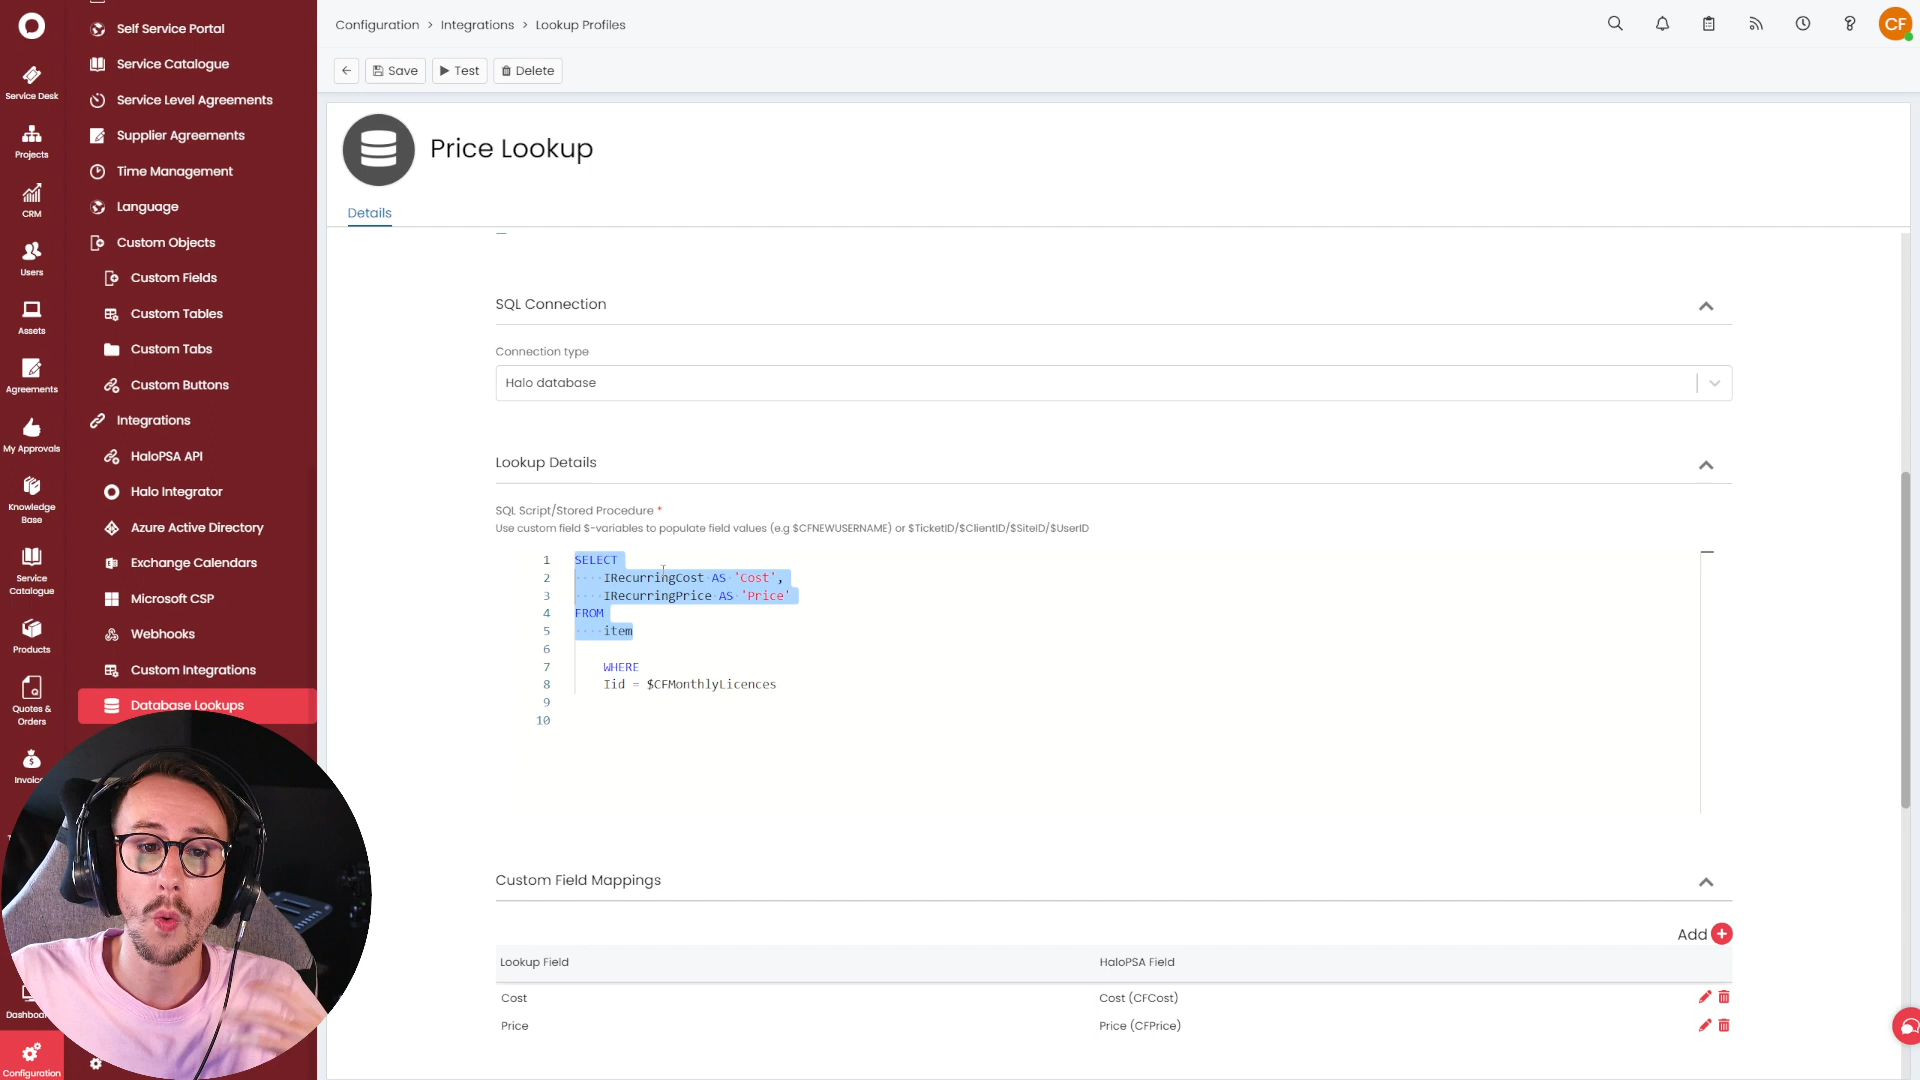 Service Desk
Projects
CRM
Users
Assets
Agreements
My Approvals
Knowledge
Base
Service
Catalogue
Products
Quotes &
Orders
Configuration
Self Service Portal
Service Catalogue
Service Level Agreements
Supplier Agreements
Time Management
Language
Custom Objects
Custom Fields
Custom Tables
Custom Tabs
Custom Buttons
Integrations
HaloPSA API
Halo Integrator
Azure Active Directory
Exchange Calendars
Microsoft CSP
Webhooks
Custom Integrations
Database Lookups
Configuration > Integrations > Lookup Profiles
CF
Save Test Delete
Price Lookup
Details
SQL Connection
Connection type
Halo database
Lookup Details
SQL Script/Stored Procedure *
Use custom field $-variables to populate field values (e.g $CFNEWUSERNAME) or $TicketID/$ClientID/$SiteID/$UserID
1 SELECT
2 ····IRecurringCost·AS·'Cost',
3 ····IRecurringPrice·AS·'Price'
4 FROM
5 ····item
6
7 WHERE
8 Iid = $CFMonthlyLicences
9
10
Custom Field Mappings
Add
Lookup Field HaloPSA Field
Cost Cost (CFCost)
Price Price (CFPrice)